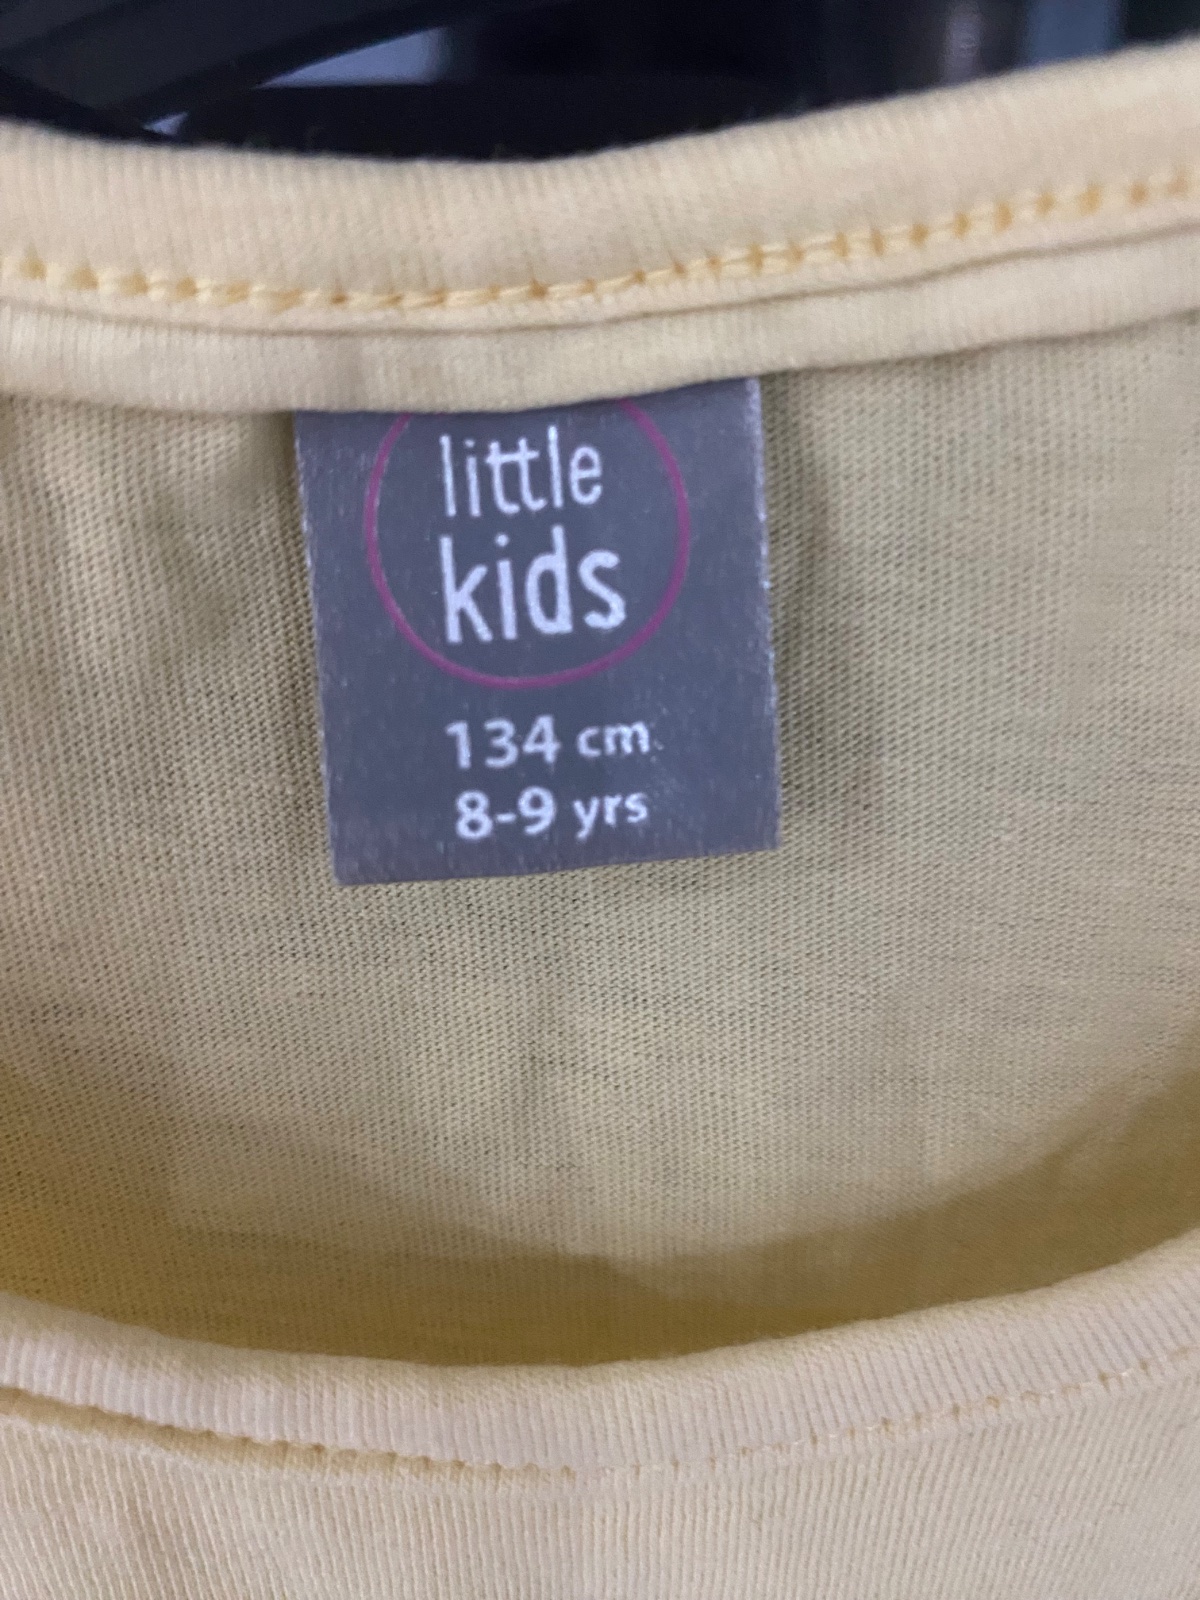 little
kids
134 cm
8-9 yrs